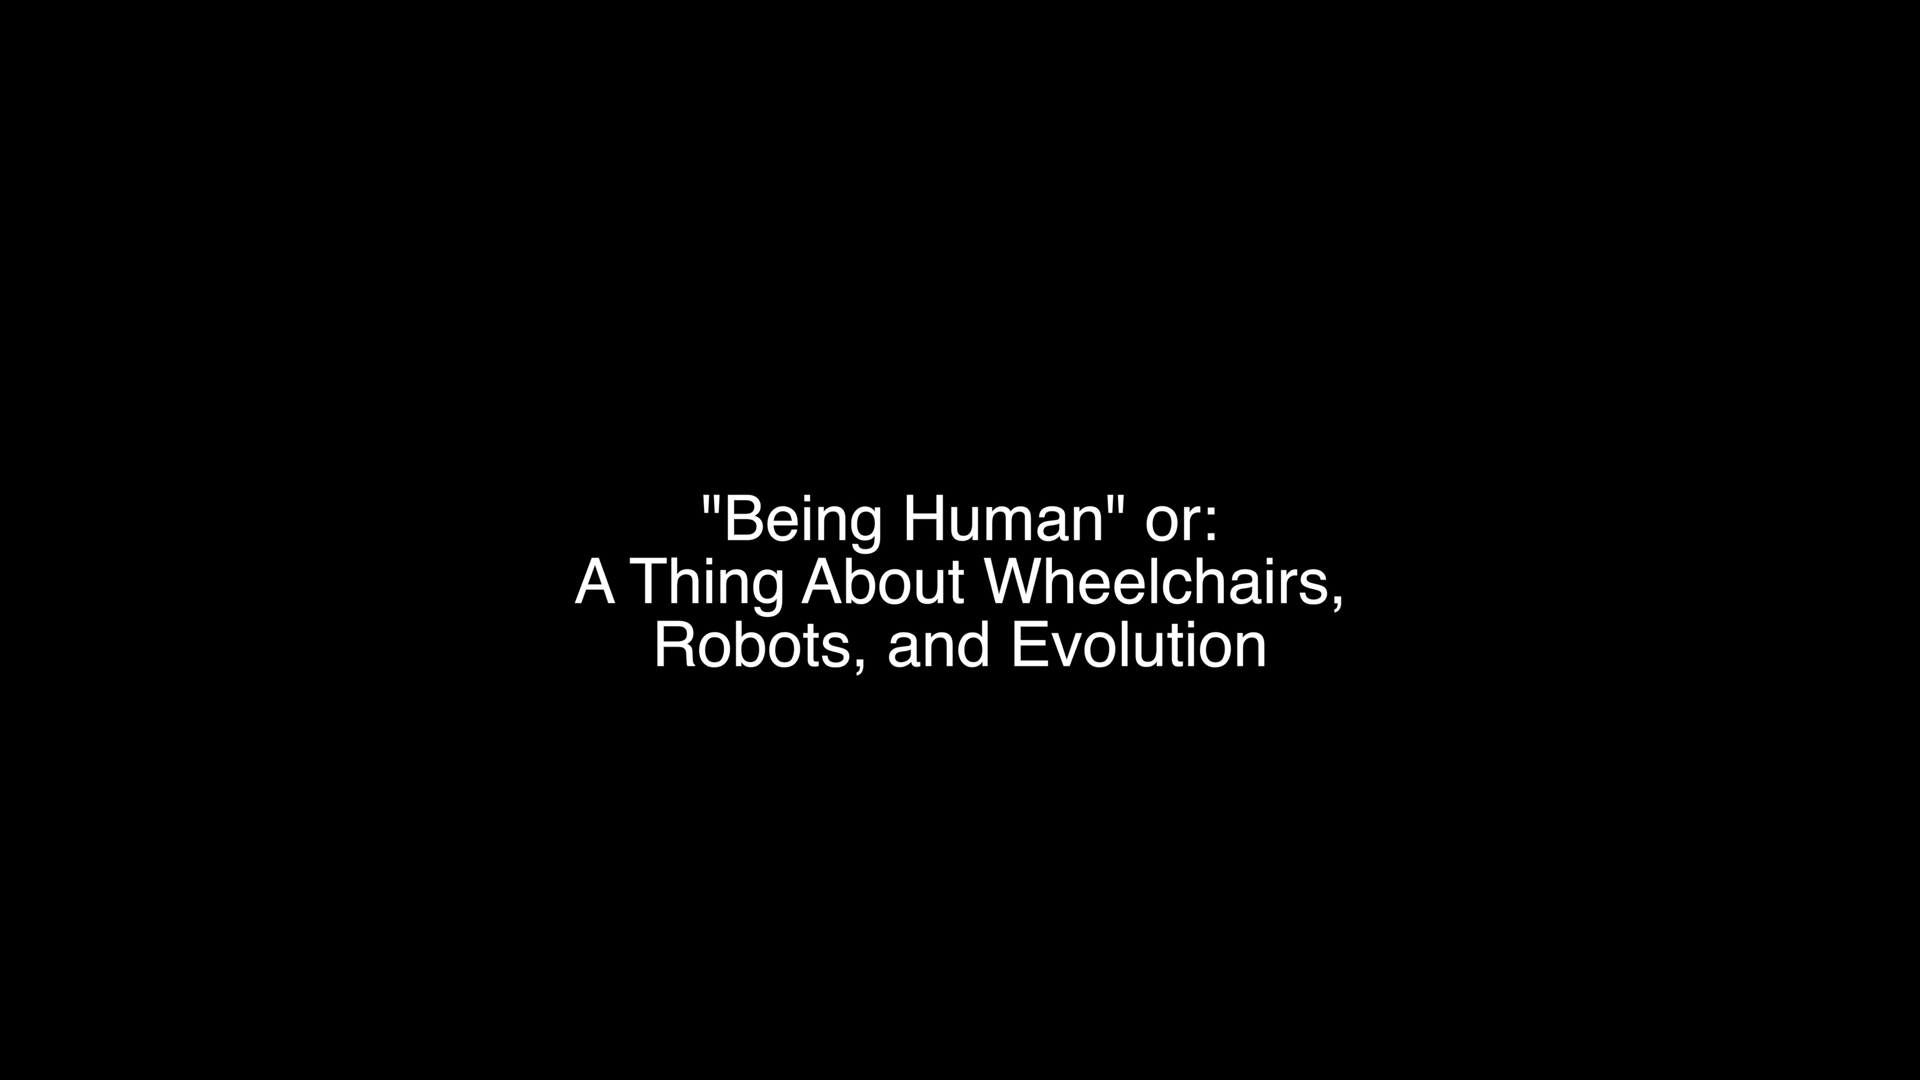 "Being Human" or:
A Thing About Wheelchairs,
Robots, and Evolution